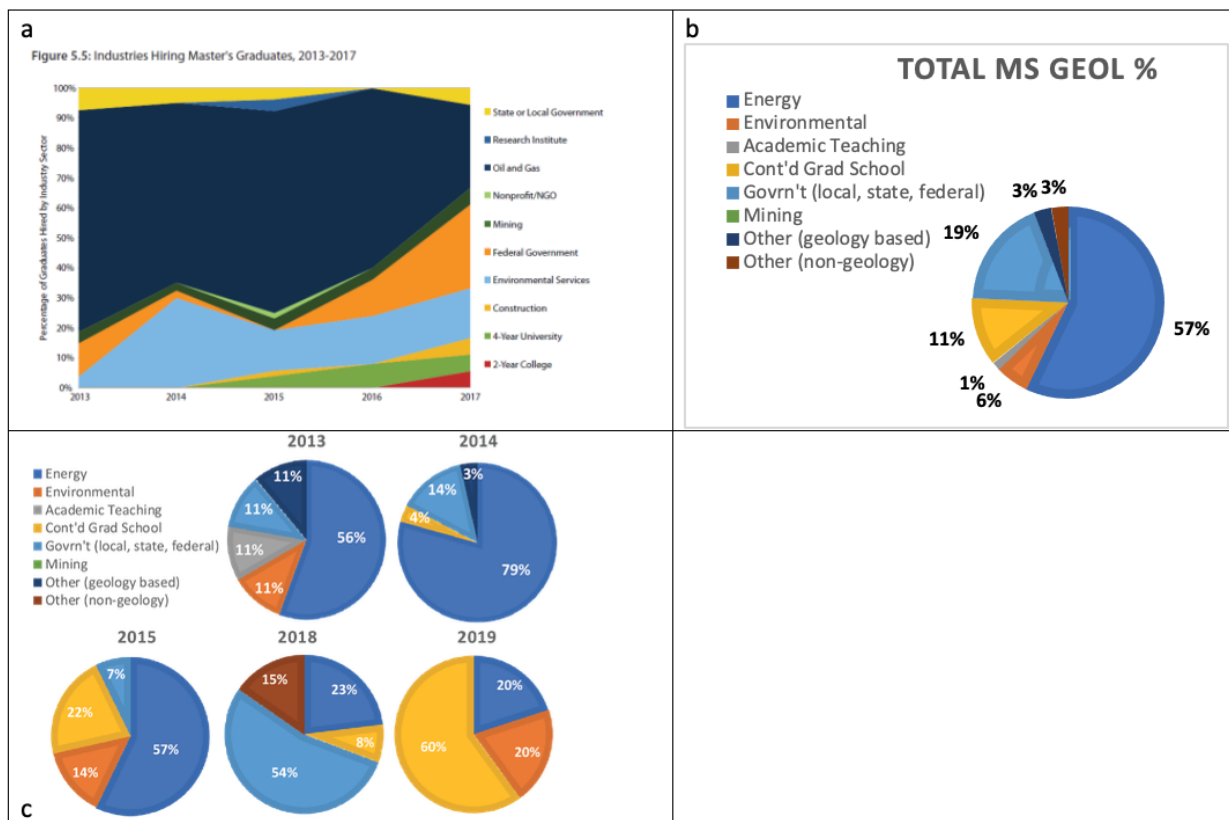 a
Figure 5.5: Industries Hiring Master's Graduates, 2013-2017
Percentage of Graduates Hired by Industry Sector
100%
90%
80%
70%
60%
50%
40%
30%
20%
10%
0%
2013
2014
2015
2016
2017
State or Local Government
Research Institute
Oil and Gas
Nonprofit/NGO
Mining
Federal Government
Environmental Services
Construction
4-Year University
2-Year College
b
TOTAL MS GEOL %
Energy
Environmental
Academic Teaching
Cont'd Grad School
Govrn't (local, state, federal)
Mining
Other (geology based)
Other (non-geology)
3%
3%
19%
11%
1%
6%
57%
2013
2014
Energy
Environmental
Academic Teaching
Cont'd Grad School
Govrn't (local, state, federal)
Mining
Other (geology based)
Other (non-geology)
11%
11%
11%
11%
56%
3%
14%
4%
79%
2015
2018
2019
7%
22%
14%
57%
15%
23%
8%
54%
20%
60%
20%
c